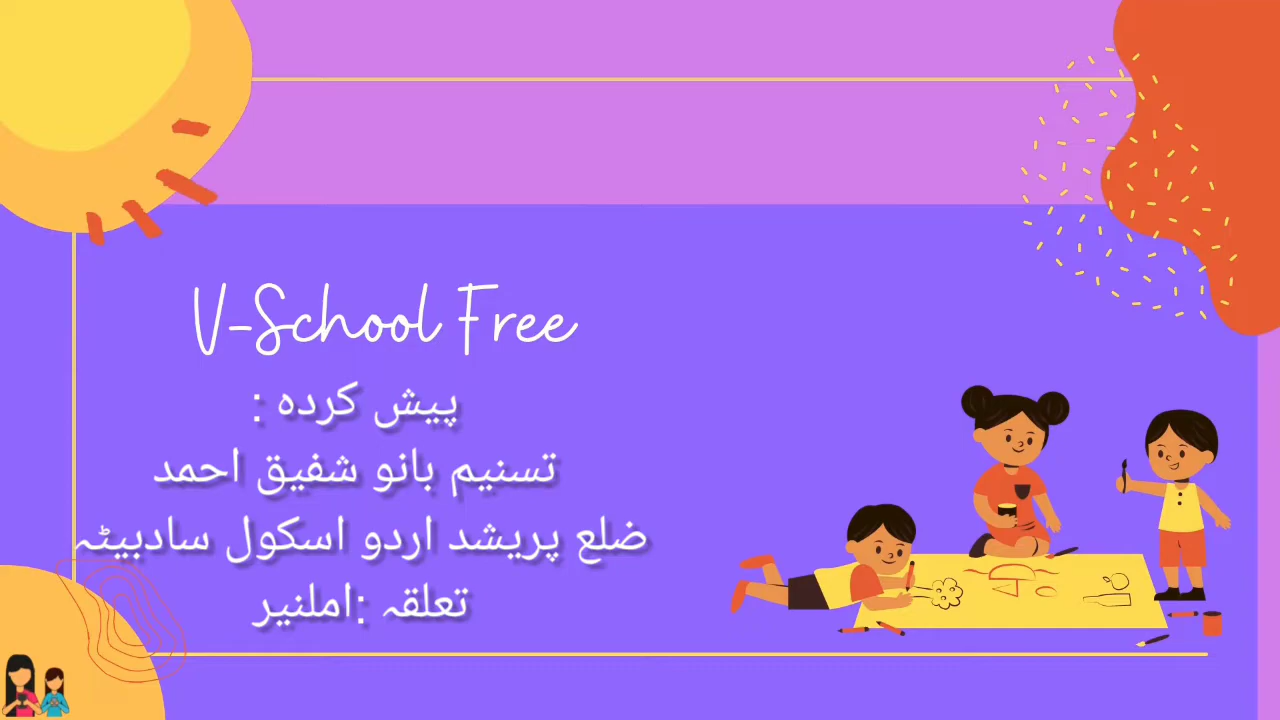 V-School Free
پیش کردہ :
تسنیم بانو شفیق احمد
ضلع پریشد اردو اسکول سادبیٹہ
تعلقہ :املنیر